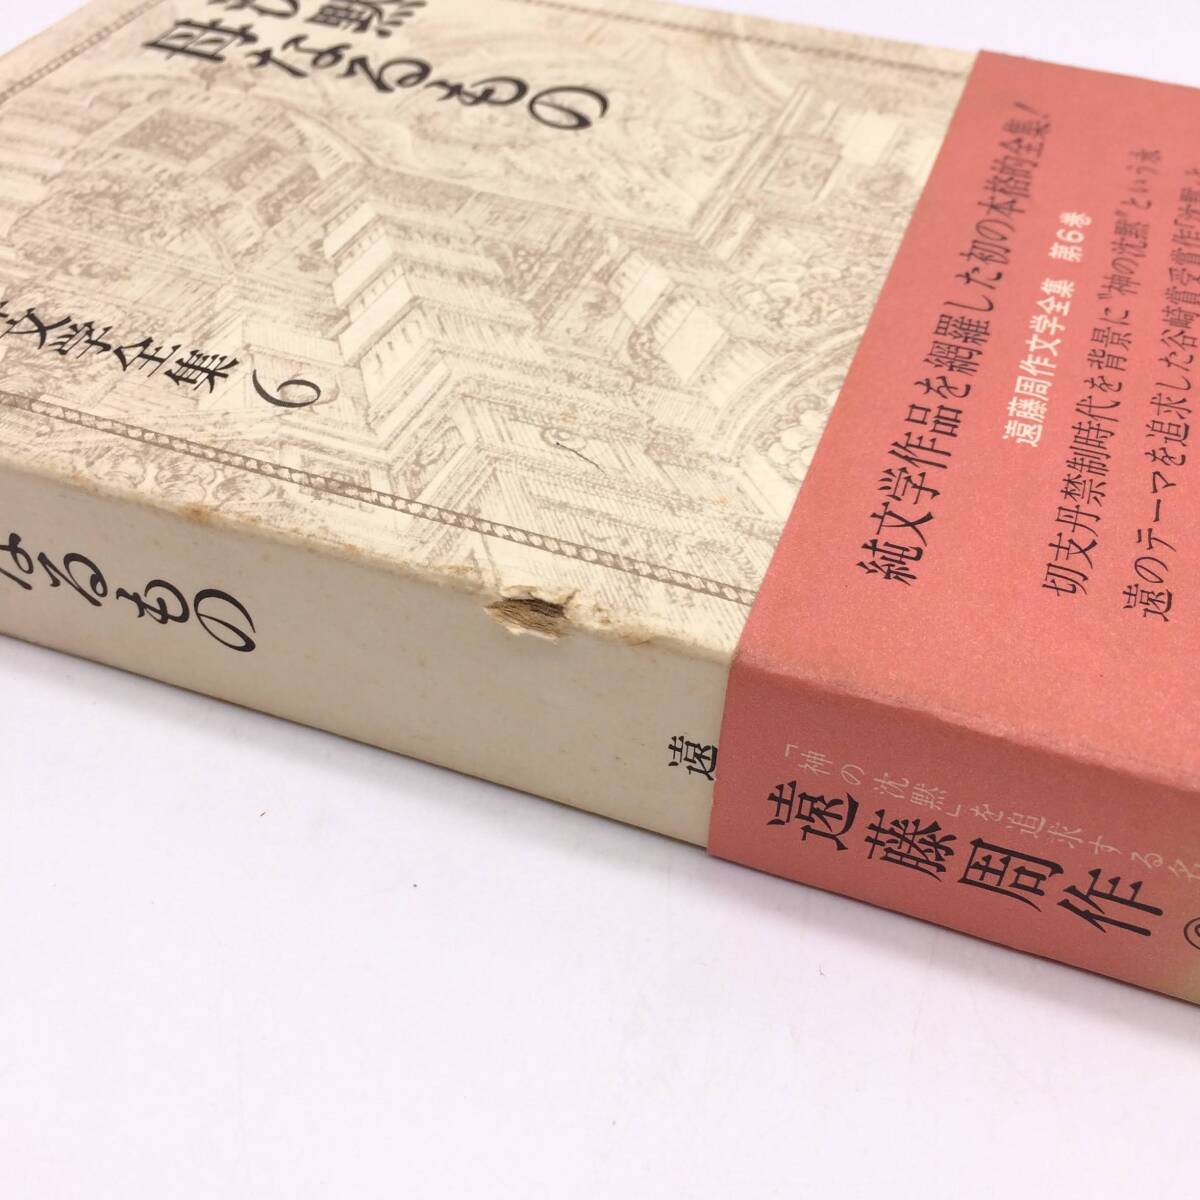 沈黙
母なるもの
文学全集 6
純文学作品を網羅した初の本格的全集!
遠藤周作文学全集 第6巻
切支丹禁制時代を背景に“神の沈黙”という永
遠のテーマを追求した谷崎賞受賞作「沈黙」
なるもの
遠
「神の沈黙」を追求する名
遠藤周作